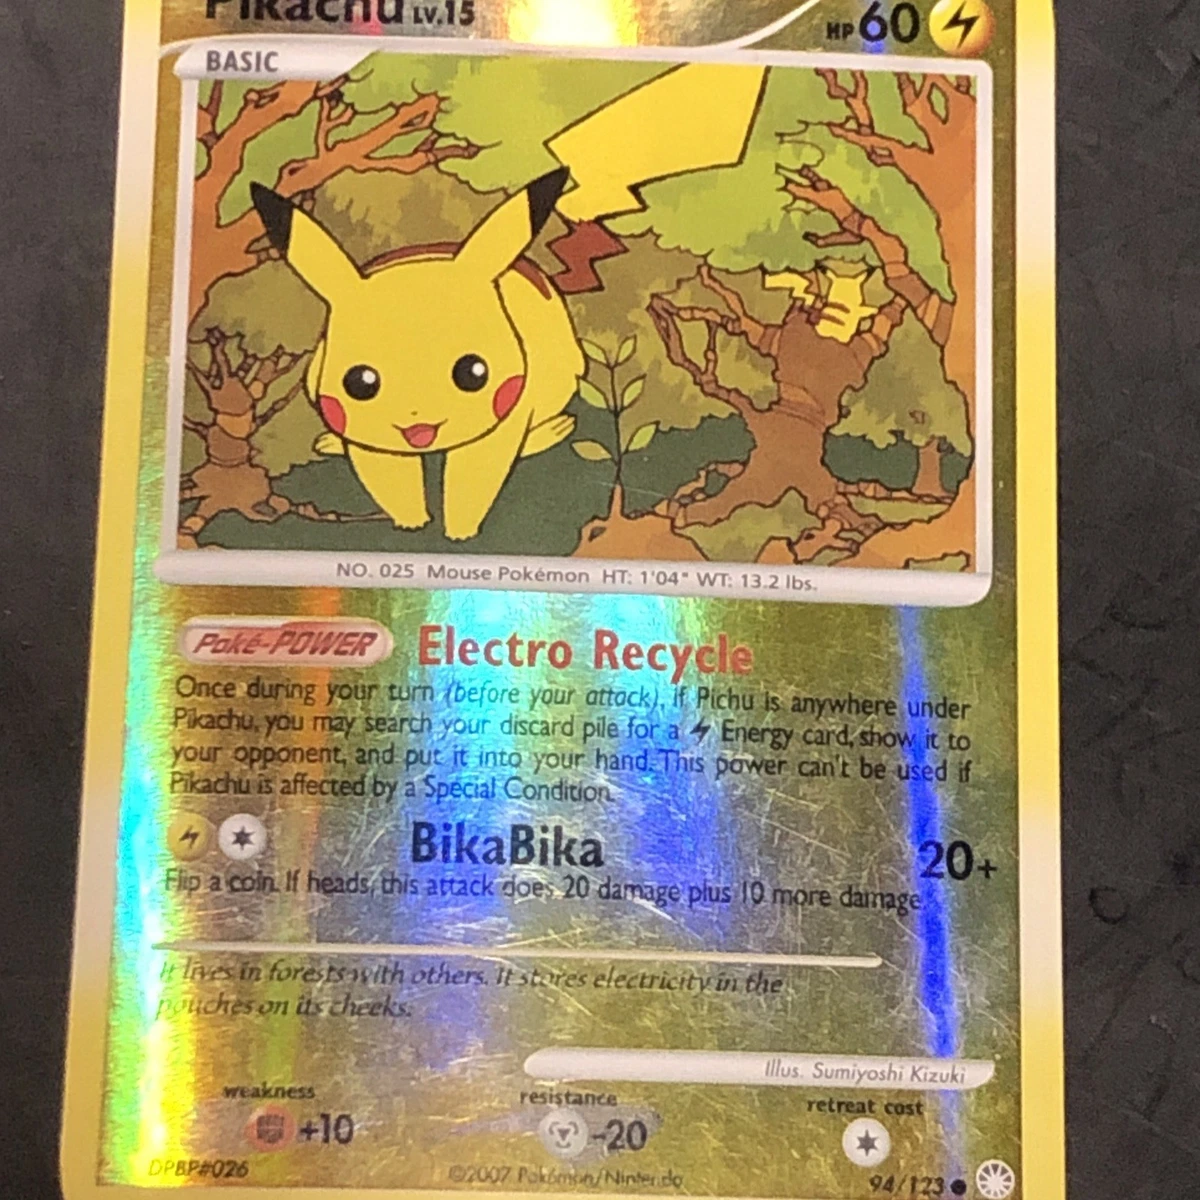 Pikachu LV.15 HP 60
BASIC
NO. 025 Mouse Pokémon HT: 1'04" WT: 13.2 lbs.
Poké-POWER Electro Recycle
Once during your turn (before your attack), if Pichu is anywhere under
Pikachu, you may search your discard pile for a Energy card, show it to
your opponent, and put it into your hand. This power can't be used if
Pikachu is affected by a Special Condition.
BikaBika 20+
Flip a coin. If heads, this attack does 20 damage plus 10 more damage.
It lives in forests with others. It stores electricity in the
pouches on its cheeks.
Illus. Sumiyoshi Kizuki
weakness resistance retreat cost
+10 -20
DPBP#026 ©2007 Pokémon/Nintendo 94/123